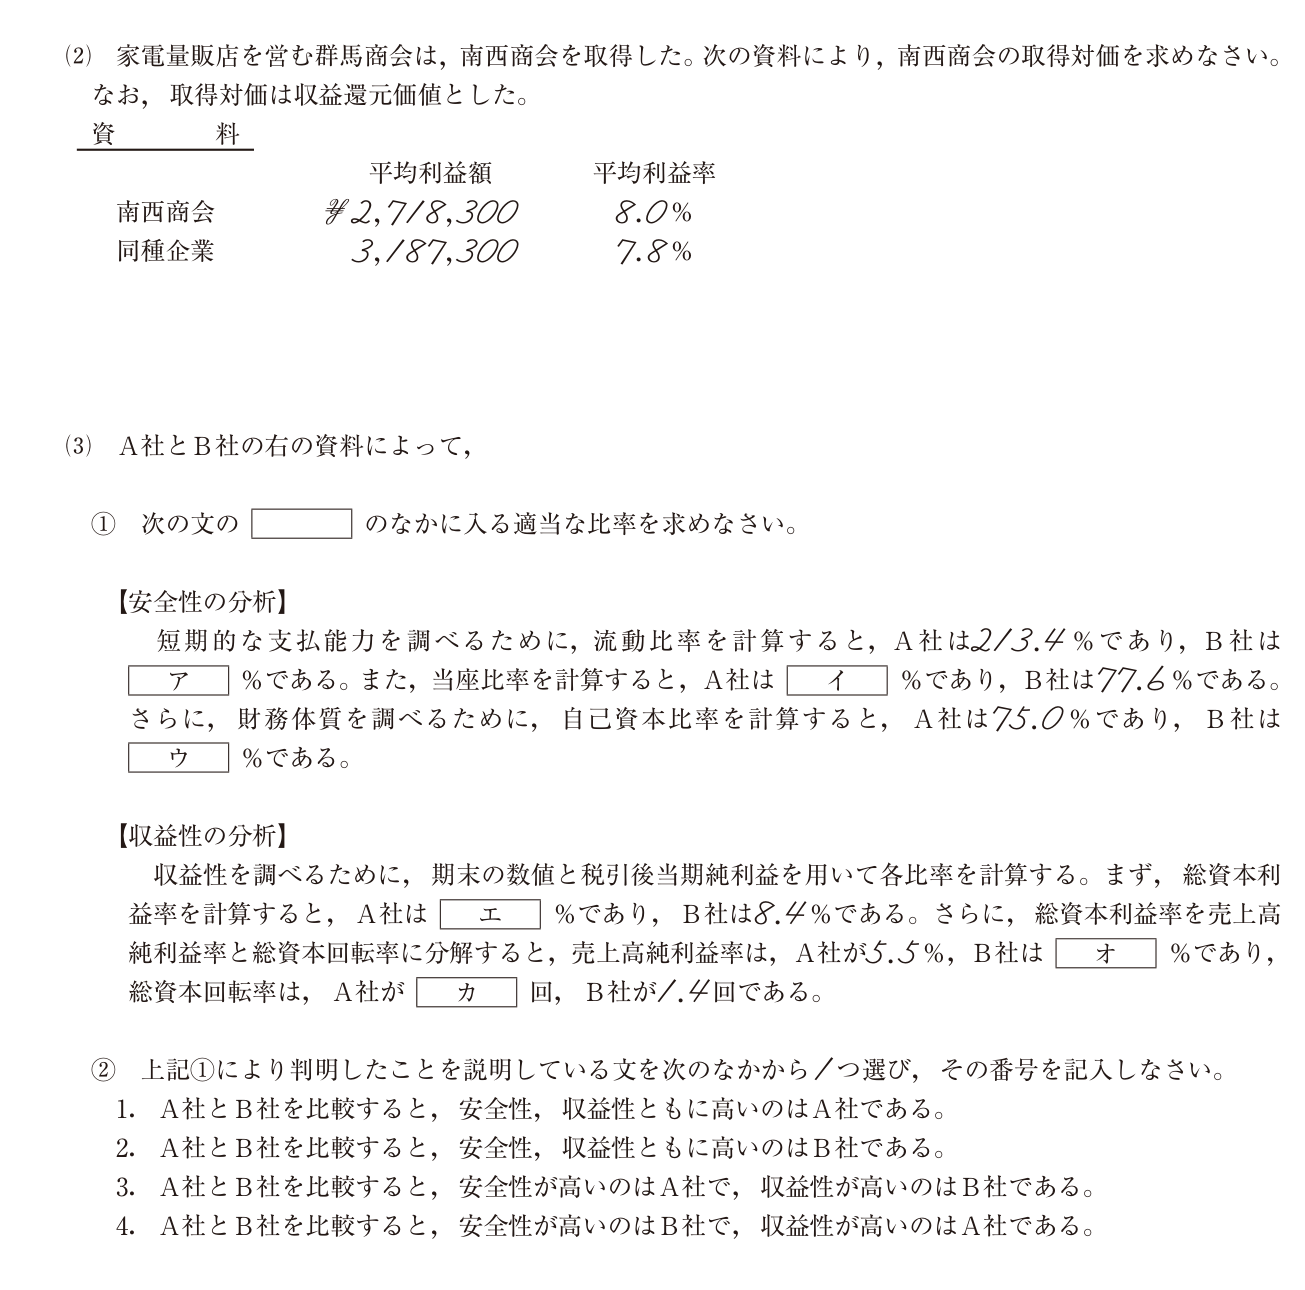 ⑵ 家電量販店を営む群馬商会は，南西商会を取得した。次の資料により，南西商会の取得対価を求めなさい。
なお，取得対価は収益還元価値とした。
資 料
平均利益額 平均利益率
南西商会 ¥2,718,300 8.0％
同種企業 3,187,300 7.8％
⑶ Ａ社とＢ社の右の資料によって，
① 次の文の のなかに入る適当な比率を求めなさい。
【安全性の分析】
短期的な支払能力を調べるために，流動比率を計算すると，Ａ社は213.4％であり，Ｂ社は
ア ％である。また，当座比率を計算すると，Ａ社は イ ％であり，Ｂ社は77.6％である。
さらに，財務体質を調べるために，自己資本比率を計算すると，Ａ社は75.0％であり，Ｂ社は
ウ ％である。
【収益性の分析】
収益性を調べるために，期末の数値と税引後当期純利益を用いて各比率を計算する。まず，総資本利
益率を計算すると，Ａ社は エ ％であり，Ｂ社は8.4％である。さらに，総資本利益率を売上高
純利益率と総資本回転率に分解すると，売上高純利益率は，Ａ社が5.5％，Ｂ社は オ ％であり，
総資本回転率は，Ａ社が カ 回，Ｂ社が1.4回である。
② 上記①により判明したことを説明している文を次のなかから1つ選び，その番号を記入しなさい。
1. Ａ社とＢ社を比較すると，安全性，収益性ともに高いのはＡ社である。
2. Ａ社とＢ社を比較すると，安全性，収益性ともに高いのはＢ社である。
3. Ａ社とＢ社を比較すると，安全性が高いのはＡ社で，収益性が高いのはＢ社である。
4. Ａ社とＢ社を比較すると，安全性が高いのはＢ社で，収益性が高いのはＡ社である。